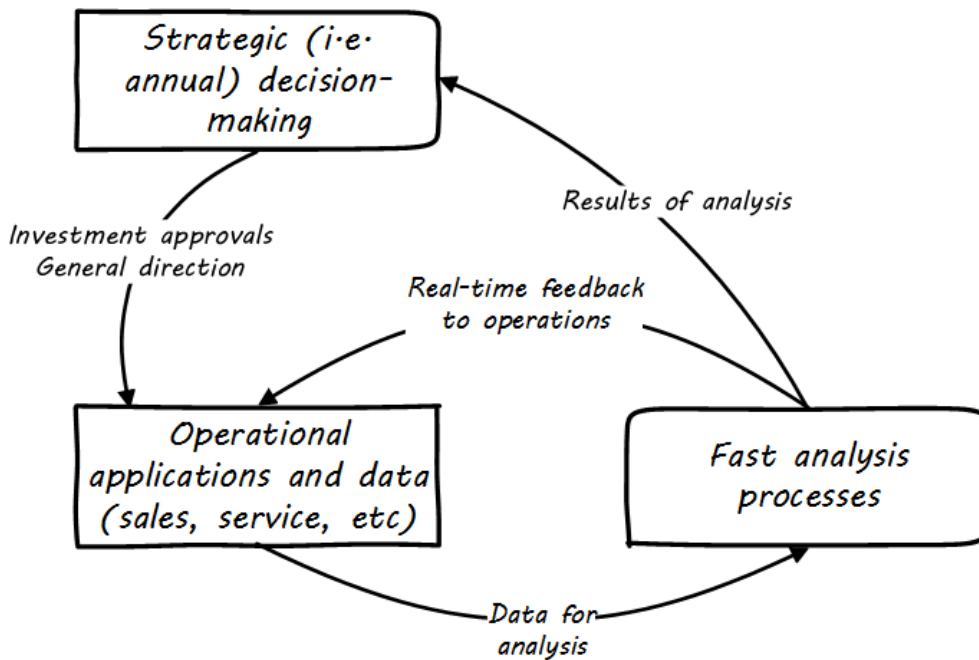 Strategic (i.e.
annual) decision-
making
Results of analysis
Investment approvals
General direction
Real-time feedback
to operations
Operational
applications and data
(sales, service, etc)
Fast analysis
processes
Data for
analysis